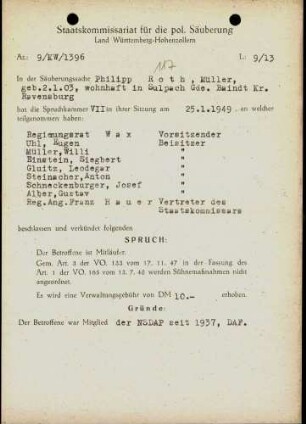 Staatskommissariat für die pol. Säuberung
Land Württemberg-Hohenzollern
Az: 9/KW/1396
L: 9/13
117
In der Säuberungssache Philipp R o t h, Müller,
geb.2.1.03, wohnhaft in Sulpach Gde. Baindt Kr.
Ravensburg
hat die Spruchkammer VII in ihrer Sitzung am 25.1.1949 , an welcher
teilgenommen haben:
Regierungsrat W a x Vorsitzender
Uhl, Eugen Beisitzer
Müller,Willi "
Einstein, Siegbert "
Gluitz, Leodegar "
Steinacher,Anton "
Schneckenburger, Josef "
Alber,Gustav "
Reg.Ang.Franz H a u e r Vertreter des
Staatskommissars
beschlossen und verkündet folgenden
SPRUCH:
Der Betroffene ist Mitläufer.
Gem. Art. 3 der VO. 133 vom 17. 11. 47 in der Fassung des
Art. 1 der VO. 165 vom 13. 7. 48 werden Sühnemaßnahmen nicht
angeordnet.
Es wird eine Verwaltungsgebühr von DM 10.- erhoben.
Gründe:
Der Betroffene war Mitglied der NSDAP seit 1937, DAF.